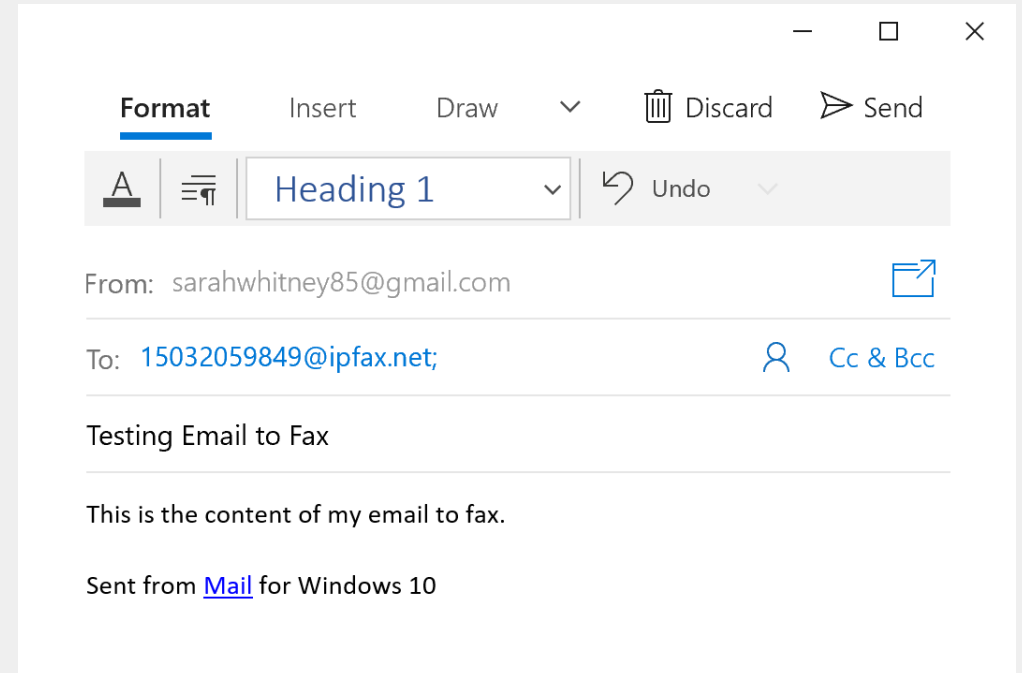 Format Insert Draw Discard Send
A Heading 1 Undo
From: sarahwhitney85@gmail.com
To: 15032059849@ipfax.net; Cc & Bcc
Testing Email to Fax
This is the content of my email to fax.
Sent from Mail for Windows 10